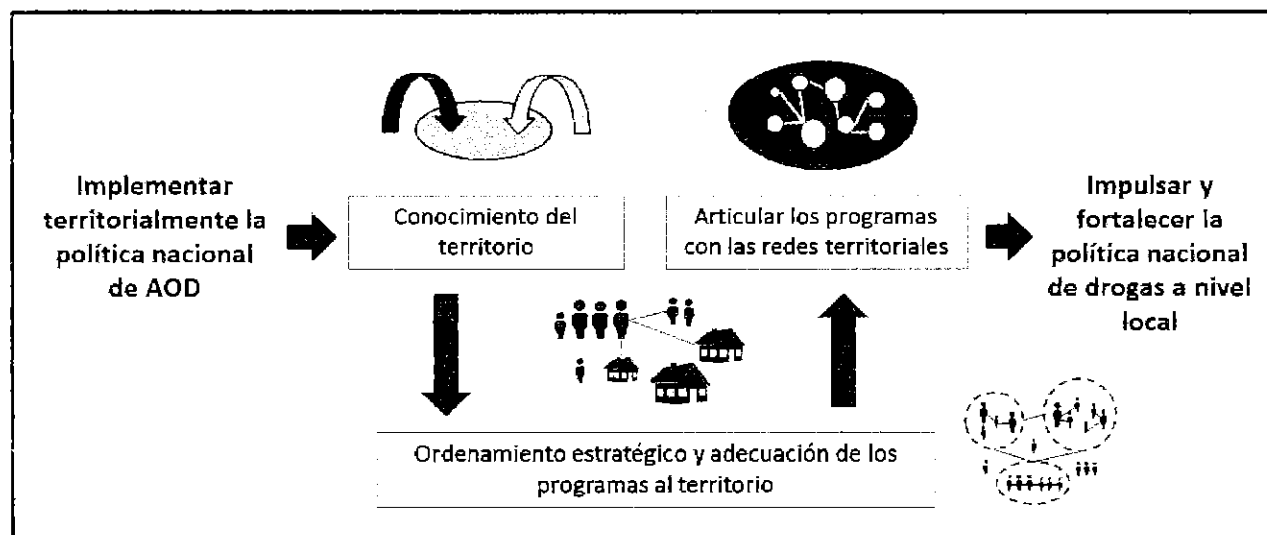 Implementar
territorialmente la
política nacional
de AOD
Conocimiento del
territorio
Ordenamiento estratégico y adecuación de los
programas al territorio
Articular los programas
con las redes territoriales
Impulsar y
fortalecer la
política nacional
de drogas a nivel
local